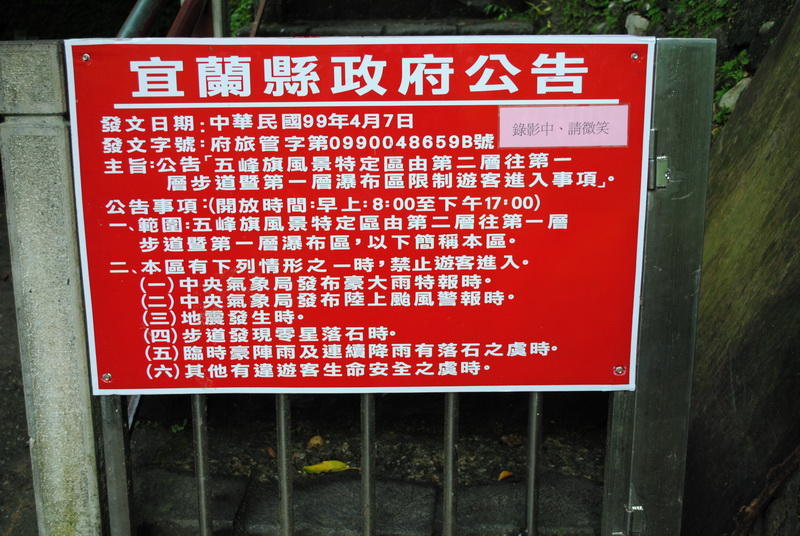 宜蘭縣政府公告
發文日期:中華民國99年4月7日
發文字號:府旅管字第0990048659B號
錄影中、請微笑
主旨:公告「五峰旗風景特定區由第二層往第一
層步道暨第一層瀑布區限制遊客進入事項」。
公告事項:(開放時間:早上:8:00至下午17:00)
一、範圍:五峰旗風景特定區由第二層往第一層
步道暨第一層瀑布區,以下簡稱本區。
二、本區有下列情形之一時,禁止遊客進入。
(一)中央氣象局發布豪大雨特報時。
(二)中央氣象局發布陸上颱風警報時。
(三)地震發生時。
(四)步道發現零星落石時。
(五)臨時豪陣雨及連續降雨有落石之虞時。
(六)其他有違遊客生命安全之虞時。